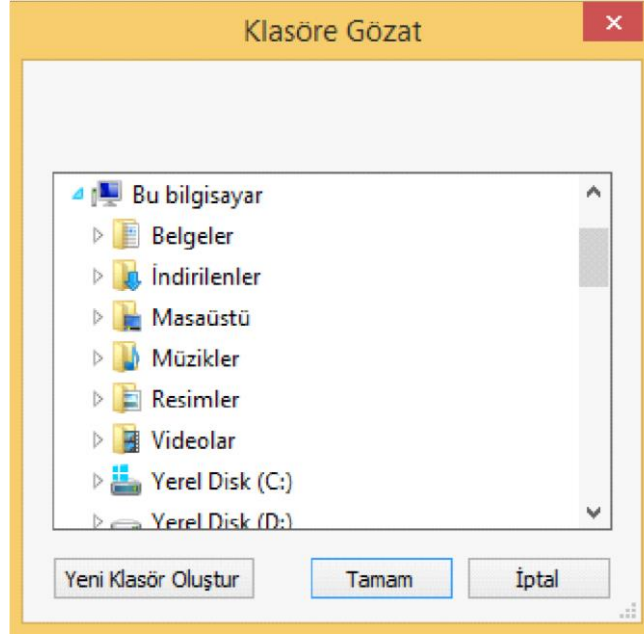 Klasöre Gözat
Bu bilgisayar
Belgeler
İndirilenler
Masaüstü
Müzikler
Resimler
Videolar
Yerel Disk (C:)
Yerel Disk (D:)
Yeni Klasör Oluştur Tamam İptal